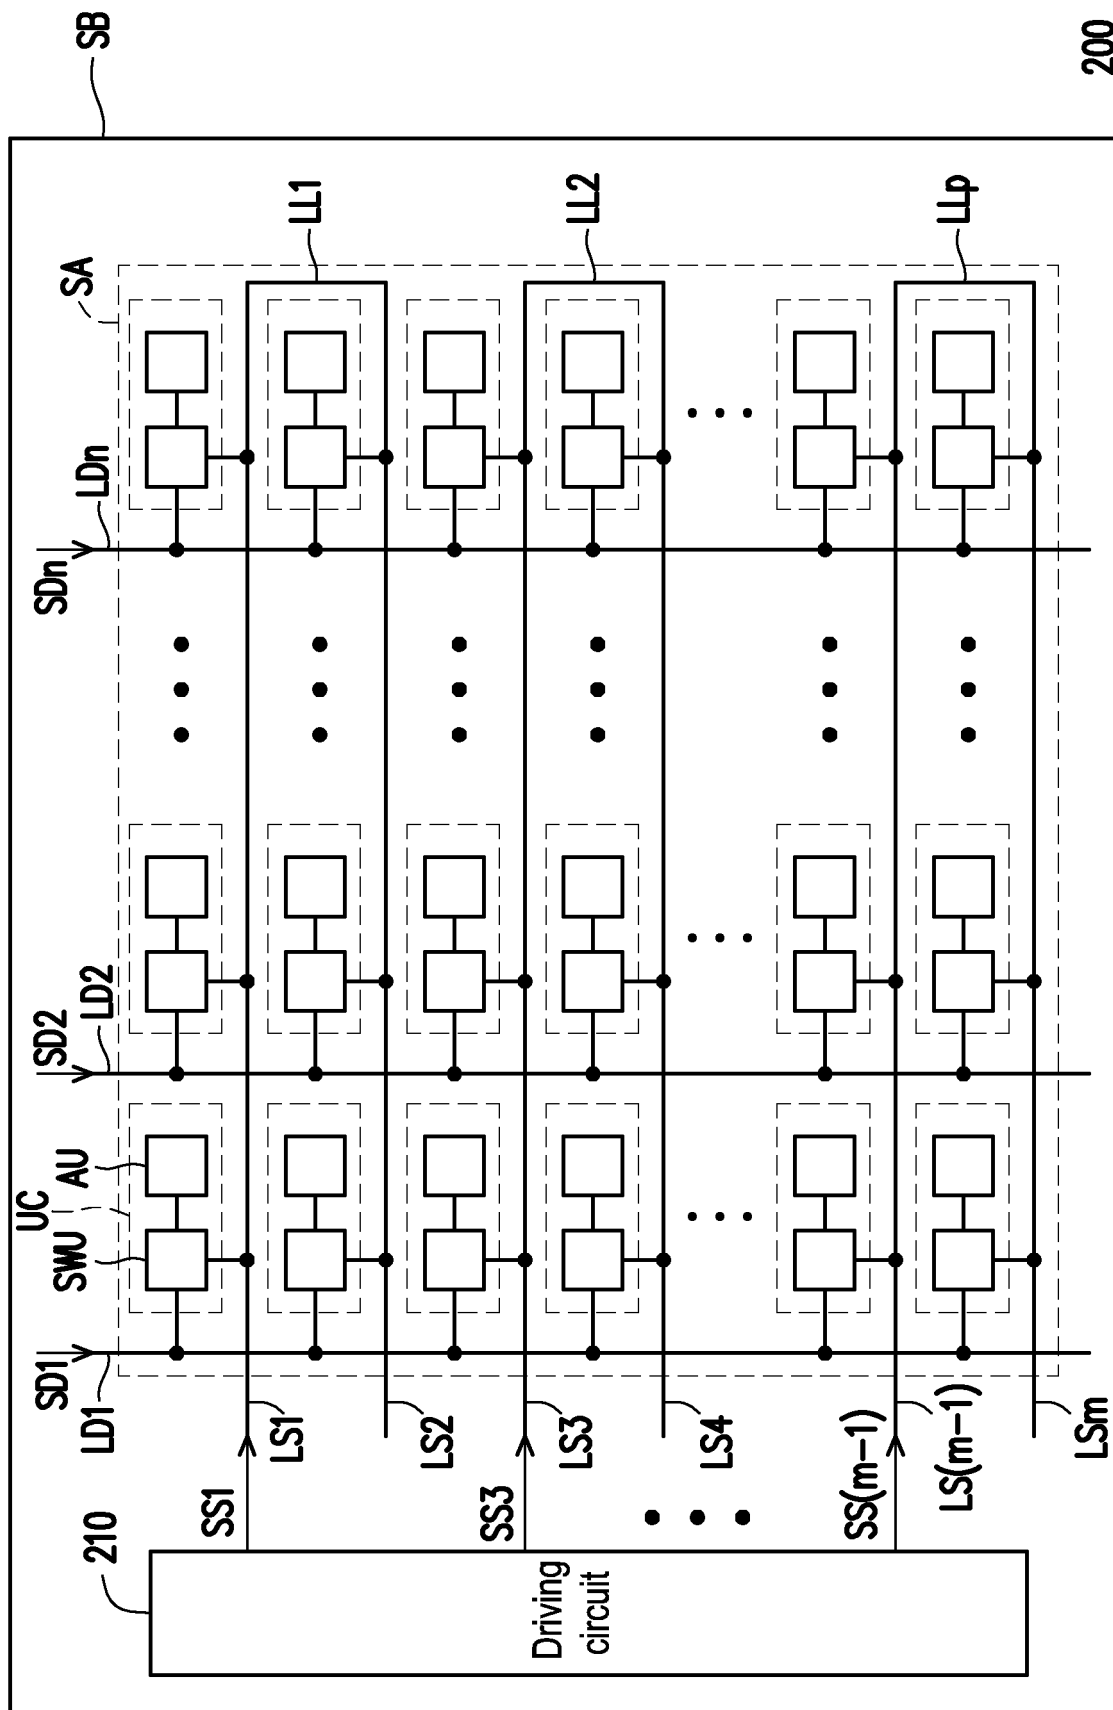 200
SB
SA
LL1
LL2
LLp
SDn
LDn
SD2
LD2
UC
AU
SWU
SD1
LD1
LS1
LS2
LS3
LS4
LS(m-1)
LSm
SS1
SS3
SS(m-1)
210
Driving
circuit